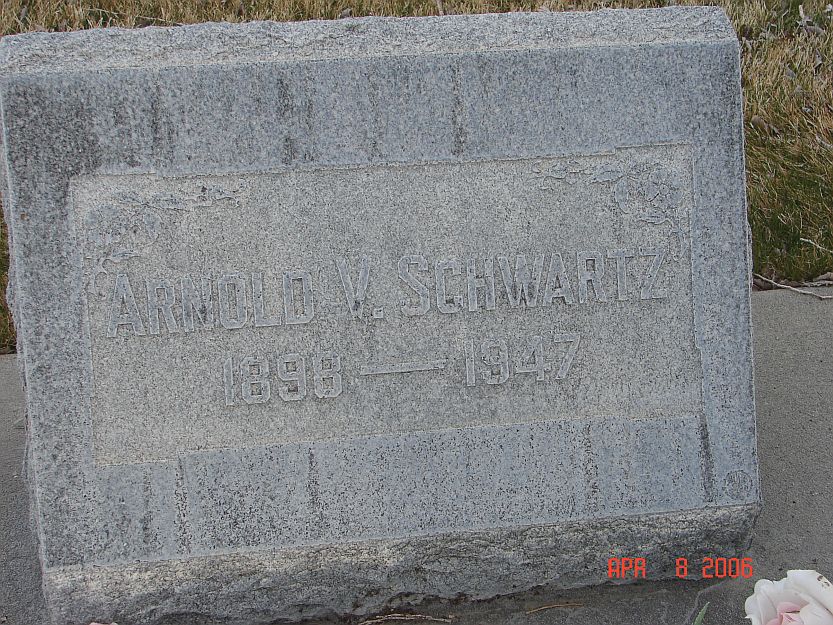 ARNOLD V. SCHWARTZ
1898 — 1947
APR 8 2006